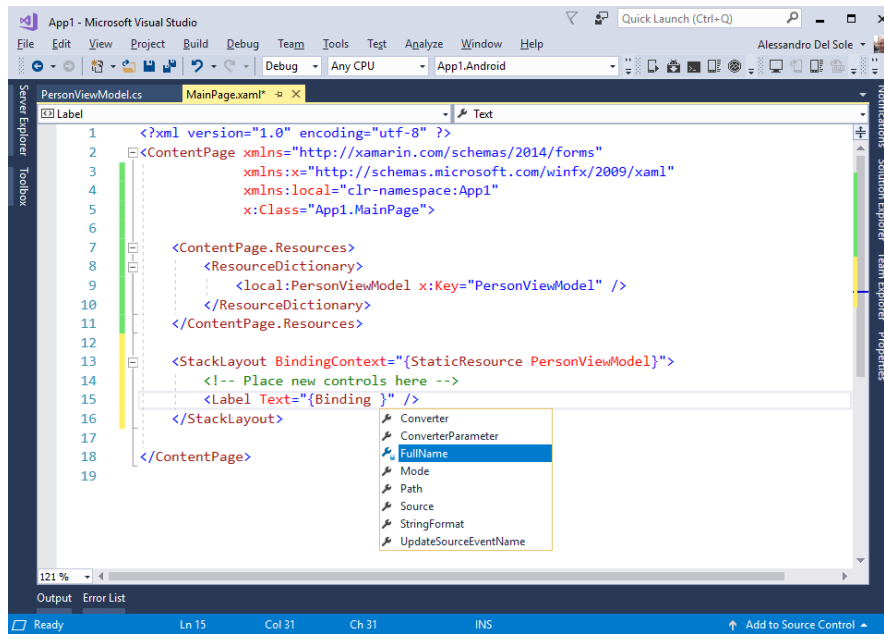 App1 - Microsoft Visual Studio
Quick Launch (Ctrl+Q)
File Edit View Project Build Debug Team Tools Test Analyze Window Help
Alessandro Del Sole
Debug Any CPU App1.Android
Server Explorer
Toolbox
PersonViewModel.cs MainPage.xaml*
Label Text
1 <?xml version="1.0" encoding="utf-8" ?>
2 <ContentPage xmlns="http://xamarin.com/schemas/2014/forms"
3 xmlns:x="http://schemas.microsoft.com/winfx/2009/xaml"
4 xmlns:local="clr-namespace:App1"
5 x:Class="App1.MainPage">
6
7 <ContentPage.Resources>
8 <ResourceDictionary>
9 <local:PersonViewModel x:Key="PersonViewModel" />
10 </ResourceDictionary>
11 </ContentPage.Resources>
12
13 <StackLayout BindingContext="{StaticResource PersonViewModel}">
14 <!-- Place new controls here -->
15 <Label Text="{Binding }" />
16 </StackLayout>
17
18 </ContentPage>
19
Converter
ConverterParameter
FullName
Mode
Path
Source
StringFormat
UpdateSourceEventName
Notifications
Solution Explorer
Team Explorer
Properties
121 %
Output Error List
Ready Ln 15 Col 31 Ch 31 INS Add to Source Control